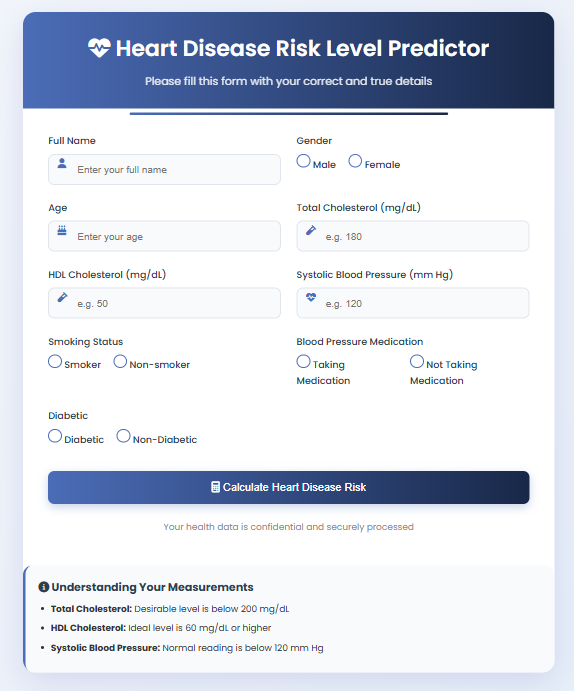 Heart Disease Risk Level Predictor
Please fill this form with your correct and true details
Full Name
Enter your full name
Gender
Male Female
Age
Enter your age
Total Cholesterol (mg/dL)
e.g. 180
HDL Cholesterol (mg/dL)
e.g. 50
Systolic Blood Pressure (mm Hg)
e.g. 120
Smoking Status
Smoker Non-smoker
Blood Pressure Medication
Taking Medication
Not Taking Medication
Diabetic
Diabetic Non-Diabetic
Calculate Heart Disease Risk
Your health data is confidential and securely processed
Understanding Your Measurements
• Total Cholesterol: Desirable level is below 200 mg/dL
• HDL Cholesterol: Ideal level is 60 mg/dL or higher
• Systolic Blood Pressure: Normal reading is below 120 mm Hg